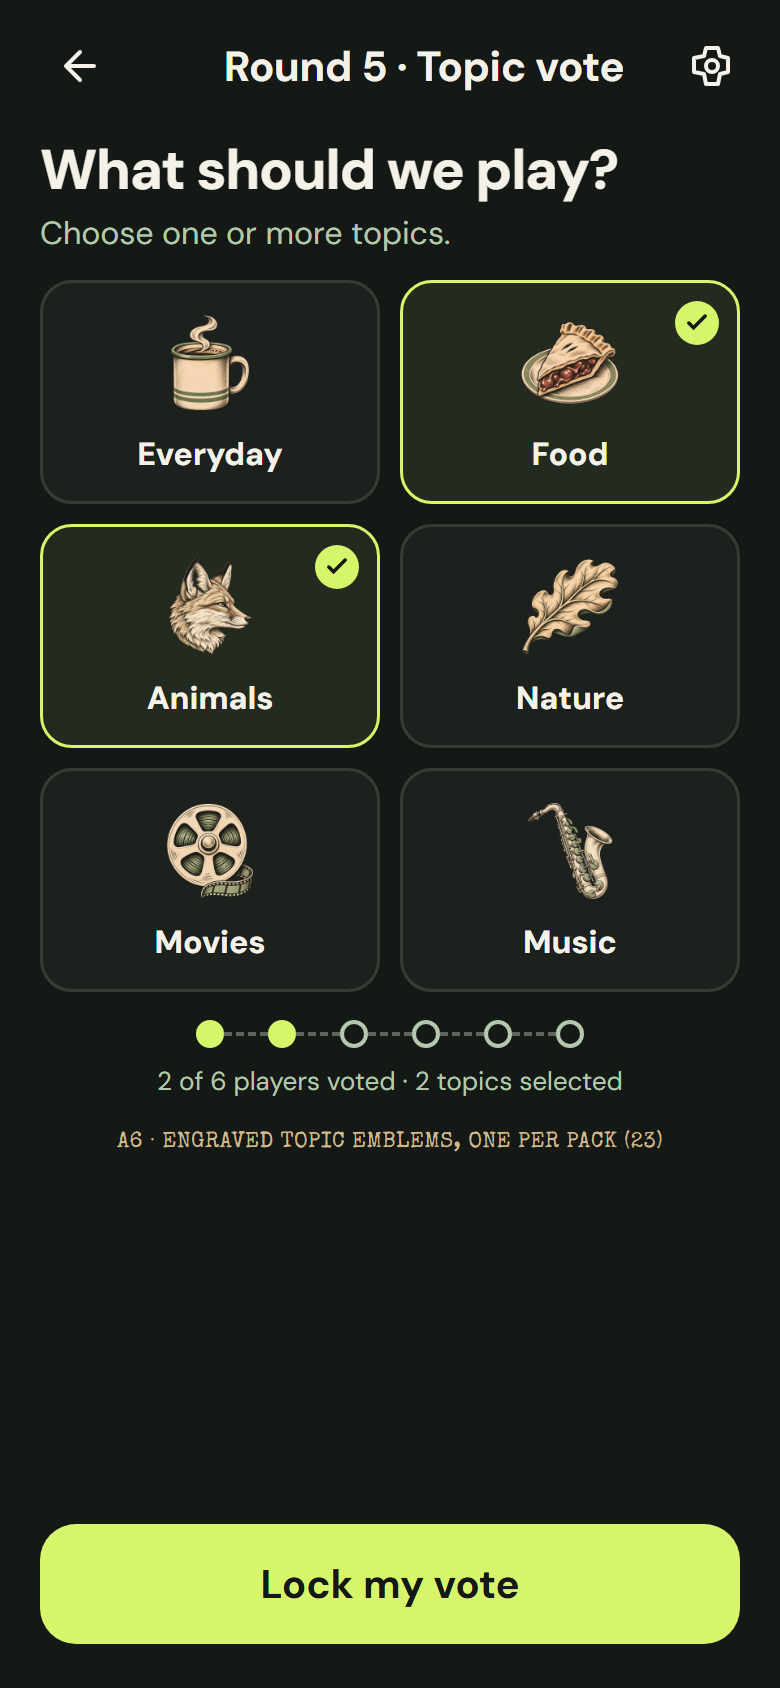 Round 5 · Topic vote
What should we play?
Choose one or more topics.
Everyday
Food
Animals
Nature
Movies
Music
2 of 6 players voted · 2 topics selected
A6 · ENGRAVED TOPIC EMBLEMS, ONE PER PACK (23)
Lock my vote